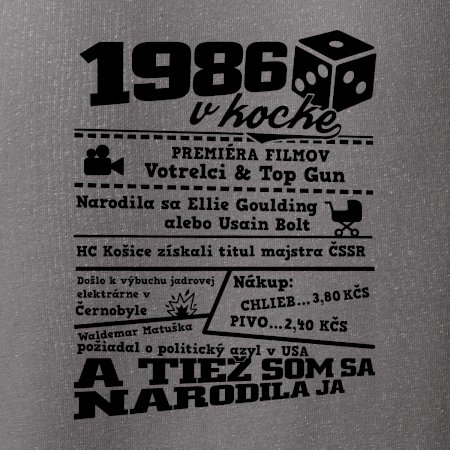 1986
v kocke
PREMIÉRA FILMOV
Votrelci & Top Gun
Narodila sa Ellie Goulding
alebo Usain Bolt
HC Košice získali titul majstra ČSSR
Došlo k výbuchu jadrovej
elektrárne v
Černobyle
Waldemar Matuška
požiadal o politický azyl v USA
Nákup:
CHLIEB...3,80 KČS
PIVO...2,40 KČS
A TIEŽ SOM SA
NARODILA JA